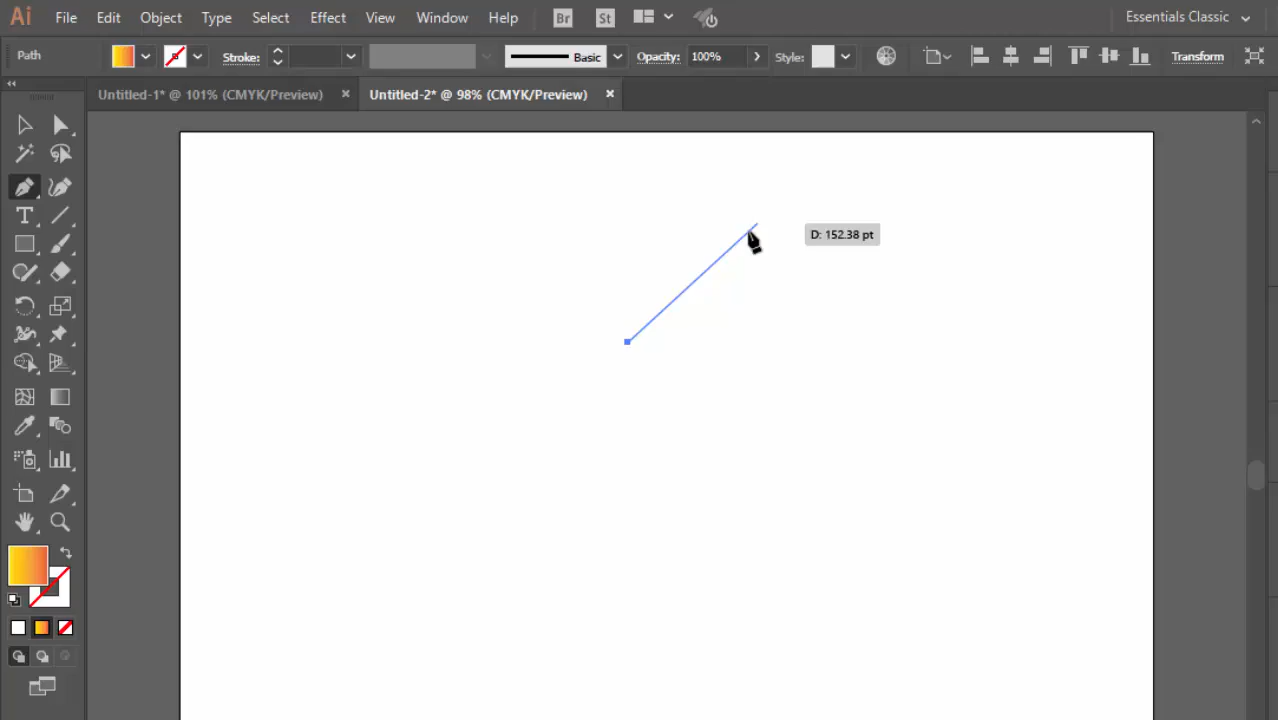 Ai File Edit Object Type Select Effect View Window Help Br St Essentials Classic
Path Stroke: Basic Opacity: 100% Style: Transform
Untitled-1* @ 101% (CMYK/Preview) × Untitled-2* @ 98% (CMYK/Preview) ×
D: 152.38 pt